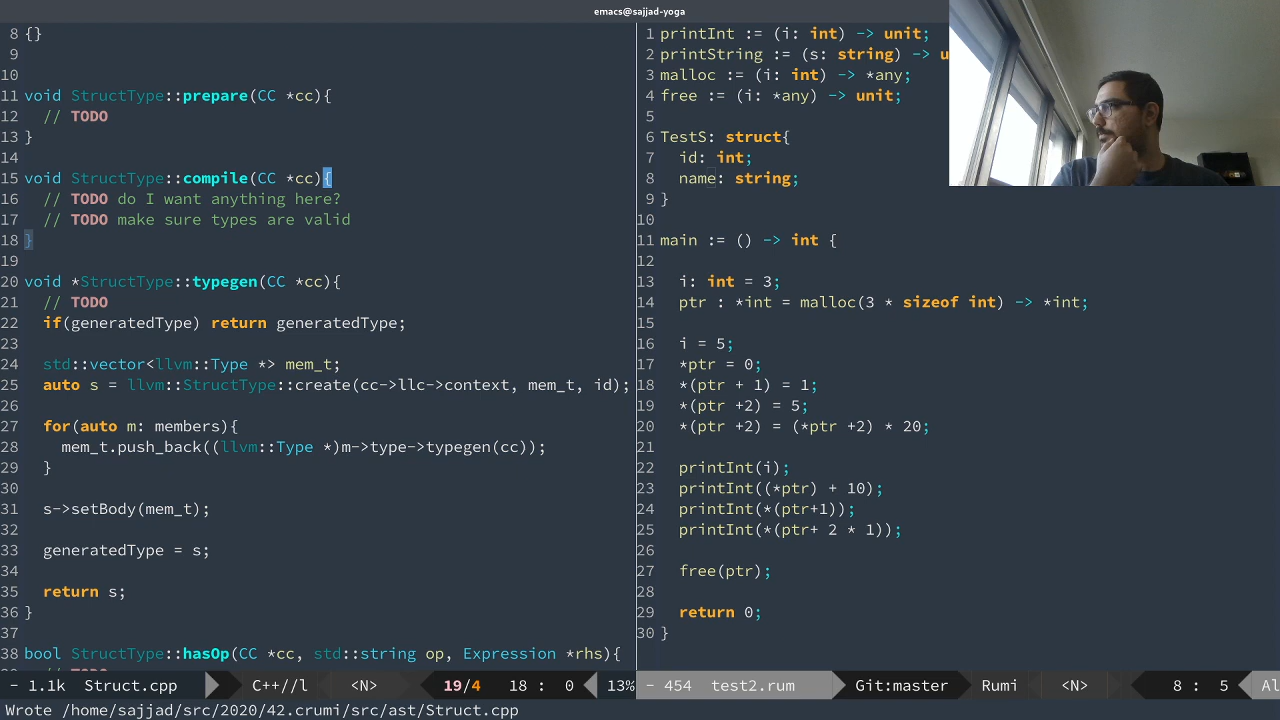 emacs@sajjad-yoga
8 {}
9
10
11 void StructType::prepare(CC *cc){
12   // TODO
13 }
14
15 void StructType::compile(CC *cc){
16   // TODO do I want anything here?
17   // TODO make sure types are valid
18 }
19
20 void *StructType::typegen(CC *cc){
21   // TODO
22   if(generatedType) return generatedType;
23
24   std::vector<llvm::Type *> mem_t;
25   auto s = llvm::StructType::create(cc->llc->context, mem_t, id);
26
27   for(auto m: members){
28     mem_t.push_back((llvm::Type *)m->type->typegen(cc));
29   }
30
31   s->setBody(mem_t);
32
33   generatedType = s;
34
35   return s;
36 }
37
38 bool StructType::hasOp(CC *cc, std::string op, Expression *rhs){
- 1.1k Struct.cpp C++//l <N> 19/4 18 : 0 13%
1 printInt := (i: int) -> unit;
2 printString := (s: string) -> u
3 malloc := (i: int) -> *any;
4 free := (i: *any) -> unit;
5
6 TestS: struct{
7   id: int;
8   name: string;
9 }
10
11 main := () -> int {
12
13   i: int = 3;
14   ptr : *int = malloc(3 * sizeof int) -> *int;
15
16   i = 5;
17   *ptr = 0;
18   *(ptr + 1) = 1;
19   *(ptr +2) = 5;
20   *(ptr +2) = (*ptr +2) * 20;
21
22   printInt(i);
23   printInt((*ptr) + 10);
24   printInt(*(ptr+1));
25   printInt(*(ptr+ 2 * 1));
26
27   free(ptr);
28
29   return 0;
30 }
- 454 test2.rum Git:master Rumi <N> 8 : 5 Al
Wrote /home/sajjad/src/2020/42.crumi/src/ast/Struct.cpp